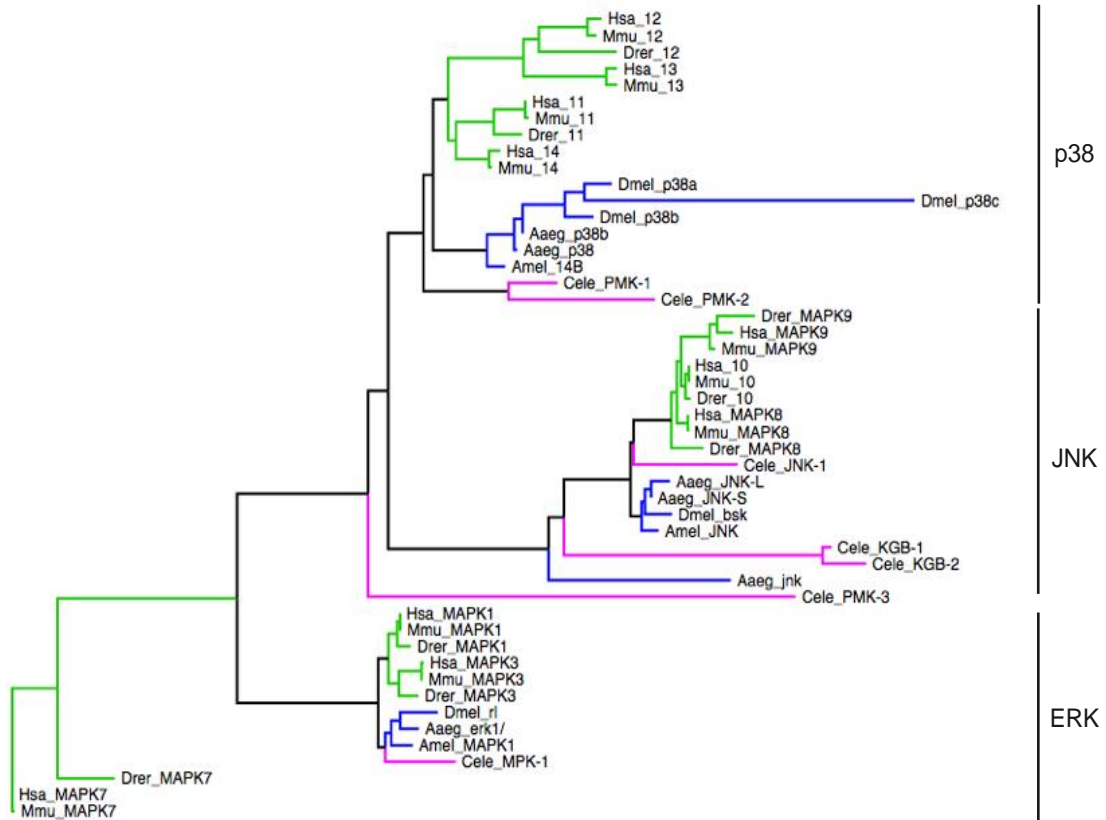 Hsa_12
Mmu_12
Drer_12
Hsa_13
Mmu_13
Hsa_11
Mmu_11
Drer_11
Hsa_14
Mmu_14
Dmel_p38a
Dmel_p38c
Dmel_p38b
Aaeg_p38b
Aaeg_p38
Amel_14B
Cele_PMK-1
Cele_PMK-2
p38
Drer_MAPK9
Hsa_MAPK9
Mmu_MAPK9
Hsa_10
Mmu_10
Drer_10
Hsa_MAPK8
Mmu_MAPK8
Drer_MAPK8
Cele_JNK-1
Aaeg_JNK-L
Aaeg_JNK-S
Dmel_bsk
Amel_JNK
Cele_KGB-1
Cele_KGB-2
Aaeg_jnk
Cele_PMK-3
JNK
Hsa_MAPK1
Mmu_MAPK1
Drer_MAPK1
Hsa_MAPK3
Mmu_MAPK3
Drer_MAPK3
Dmel_rl
Aaeg_erk1/
Amel_MAPK1
Cele_MPK-1
Drer_MAPK7
Hsa_MAPK7
Mmu_MAPK7
ERK